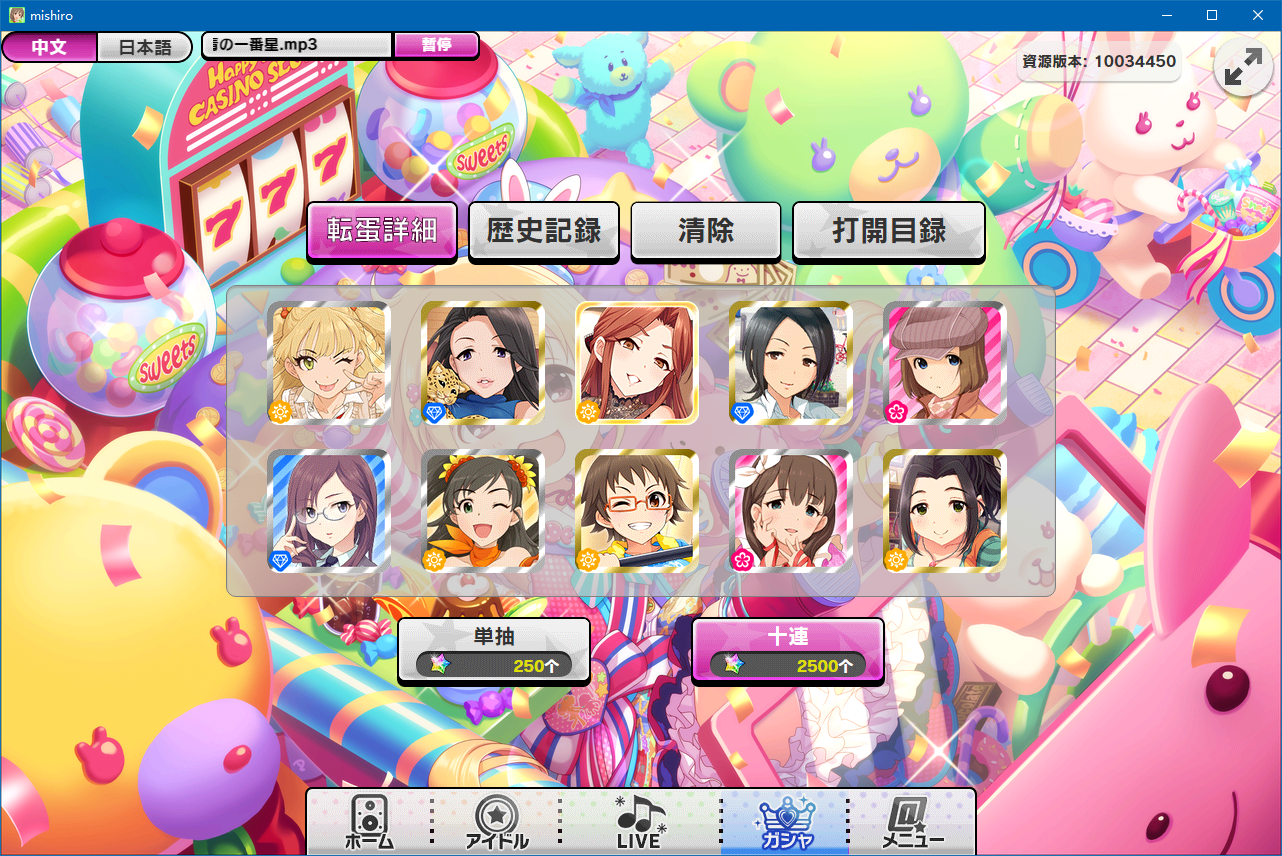 mishiro
中文
日本語
の一番星.mp3
暂停
資源版本: 10034450
Happy
CASINO SLO
777
Sweets
Sweets
転蛋詳細
歴史記録
清除
打開目録
単抽
250个
十連
2500个
ホーム
アイドル
LIVE
ガシャ
メニュー